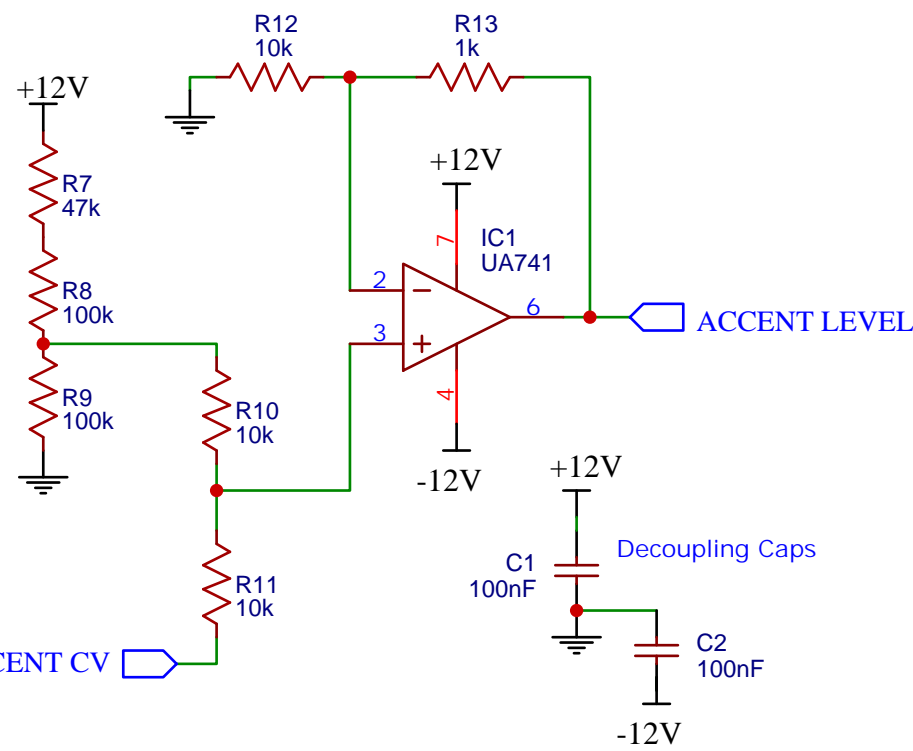 R12
10k
R13
1k
+12V
R7
47k
R8
100k
R9
100k
R10
10k
R11
10k
+12V
7
IC1
UA741
2
3
6
4
-12V
ACCENT LEVEL
CENT CV
+12V
Decoupling Caps
C1
100nF
C2
100nF
-12V